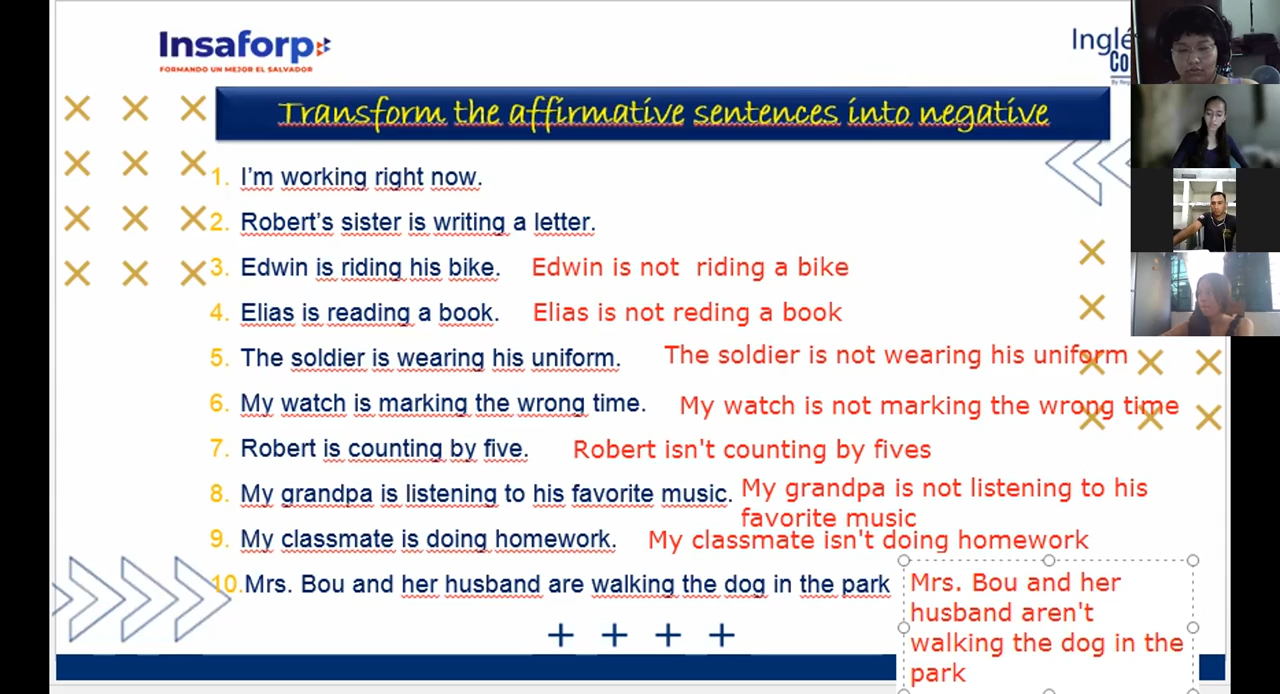 Insaforp
FORMANDO UN MEJOR EL SALVADOR
Transform the affirmative sentences into negative
1. I'm working right now.
2. Robert's sister is writing a letter.
3. Edwin is riding his bike. Edwin is not  riding a bike
4. Elias is reading a book. Elias is not reding a book
5. The soldier is wearing his uniform. The soldier is not wearing his uniform
6. My watch is marking the wrong time. My watch is not marking the wrong time
7. Robert is counting by five. Robert isn't counting by fives
8. My grandpa is listening to his favorite music. My grandpa is not listening to his
favorite music
9. My classmate is doing homework. My classmate isn't doing homework
10. Mrs. Bou and her husband are walking the dog in the park
Mrs. Bou and her
husband aren't
walking the dog in the
park